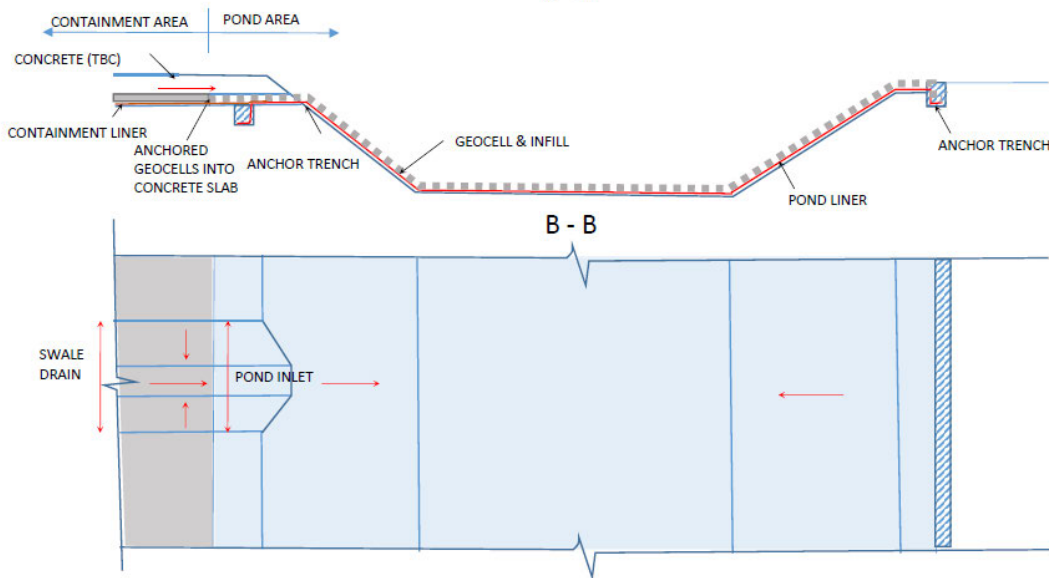 CONTAINMENT AREA
POND AREA
CONCRETE (TBC)
CONTAINMENT LINER
ANCHORED
GEOCELLS INTO
CONCRETE SLAB
ANCHOR TRENCH
GEOCELL & INFILL
POND LINER
ANCHOR TRENCH
B - B
SWALE
DRAIN
POND INLET